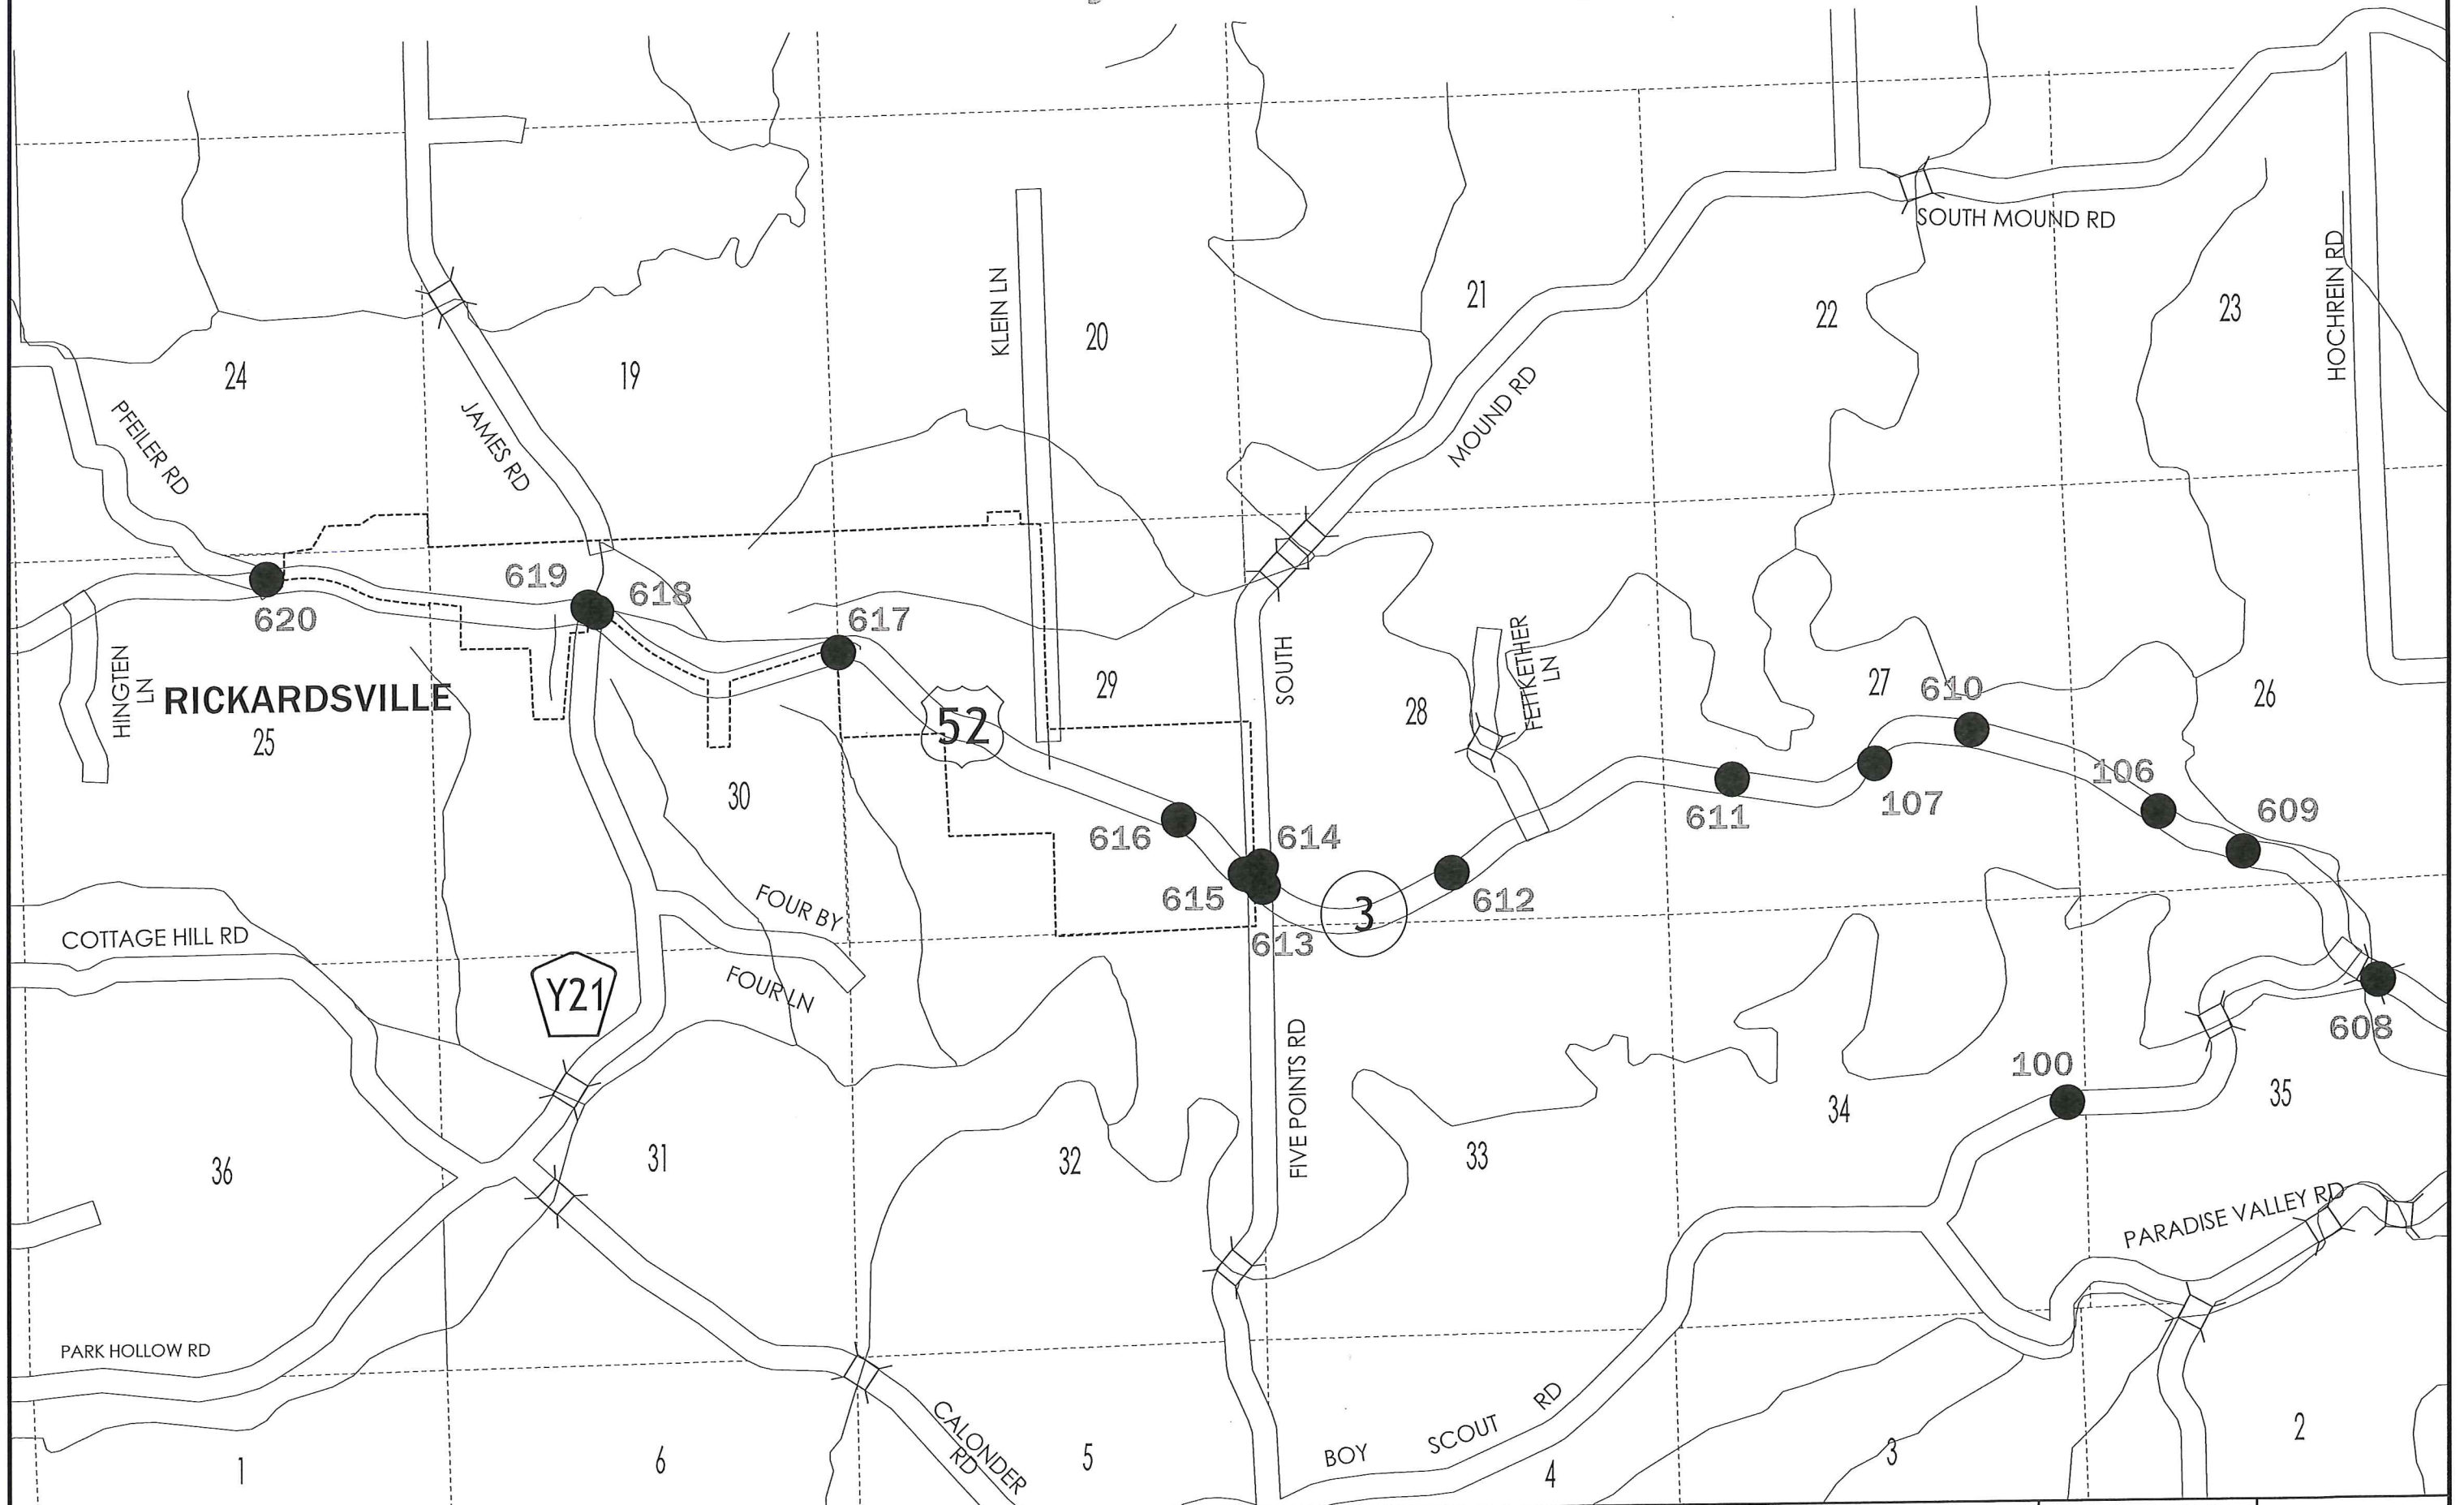 SOUTH MOUND RD
HOCHREIN RD
KLEIN LN
21
22
23
20
24
19
PFEILER RD
JAMES RD
MOUND RD
619
618
620
617
HINGTEN
LN
RICKARDSVILLE
25
52
29
SOUTH
28
FETTKETHER
LN
27
610
26
30
616
614
615
613
3
612
611
107
106
609
608
FOUR BY
FOUR LN
COTTAGE HILL RD
Y21
FIVE POINTS RD
100
34
35
36
31
32
33
PARADISE VALLEY RD
PARK HOLLOW RD
CALONDER
RD
BOY SCOUT RD
1
6
5
4
3
2